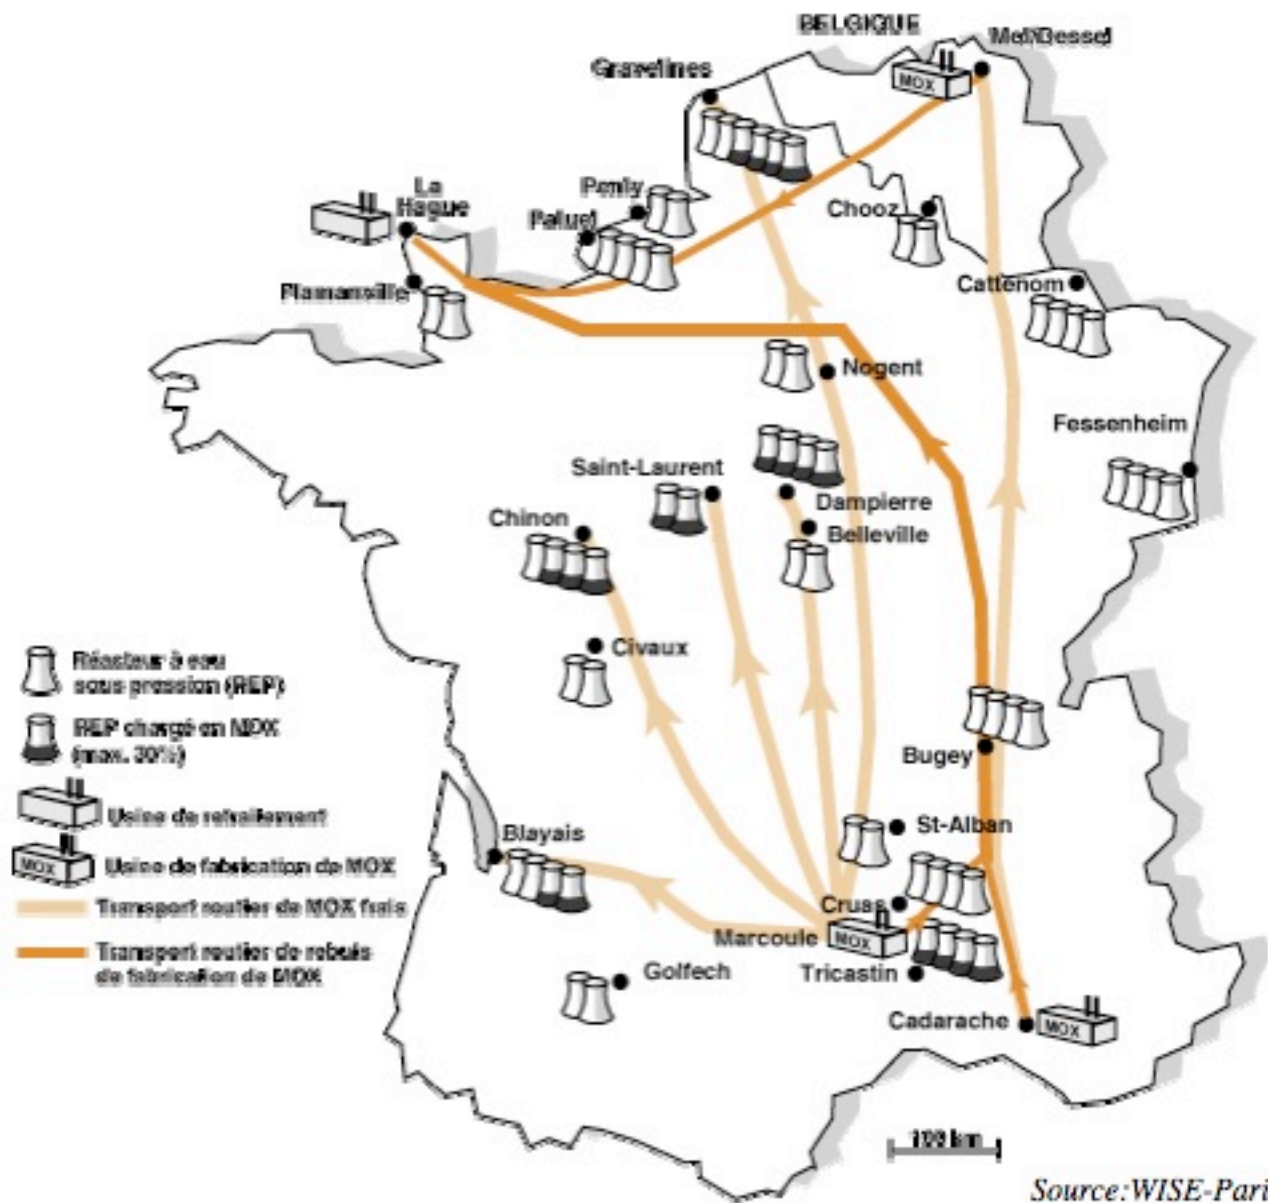 BELGIQUE
Mol/Dessel
MOX
Gravelines
La
Hague
Penly
Paluel
Chooz
Flamanville
Cattenom
Nogent
Fessenheim
Saint-Laurent
Dampierre
Chinon
Belleville
Civaux
Réacteur à eau
sous pression (REP)
REP chargé en MOX
(max. 30%)
Bugey
Usine de retraitement
Blayais
St-Alban
MOX
Usine de fabrication de MOX
Transport routier de MOX frais
Cruas
Marcoule
MOX
Transport routier de rebuts
de fabrication de MOX
Golfech
Tricastin
Cadarache
MOX
100 km
Source:WISE-Pari